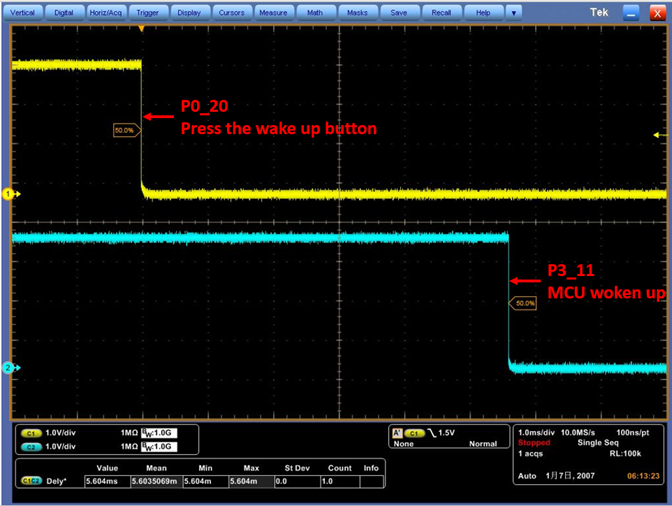 Vertical Digital Horiz/Acq Trigger Display Cursors Measure Math Masks Save Recall Help Tek X
P0_20
Press the wake up button
50.0%
1
P3_11
MCU woken up
50.0%
2
C1 1.0V/div 1MΩ BW:1.0G
C2 1.0V/div 1MΩ BW:1.0G
A' C1 1.5V
None Normal
1.0ms/div 10.0MS/s 100ns/pt
Stopped Single Seq
1 acqs RL:100k
Auto 1月7日, 2007 06:13:23
Value Mean Min Max St Dev Count Info
C1C2 Dely* 5.604ms 5.6035069m 5.604m 5.604m 0.0 1.0